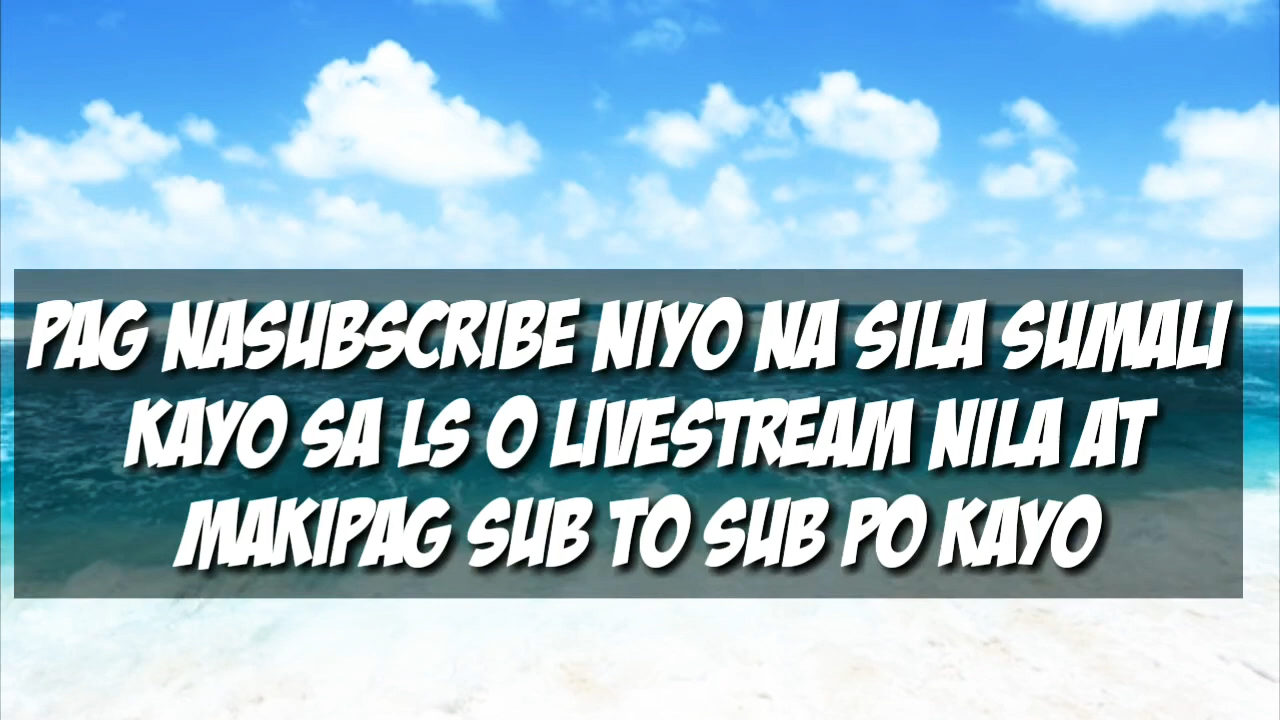 PAG NASUBSCRIBE NIYO NA SILA SUMALI
KAYO SA LS O LIVESTREAM NILA AT
MAKIPAG SUB TO SUB PO KAYO